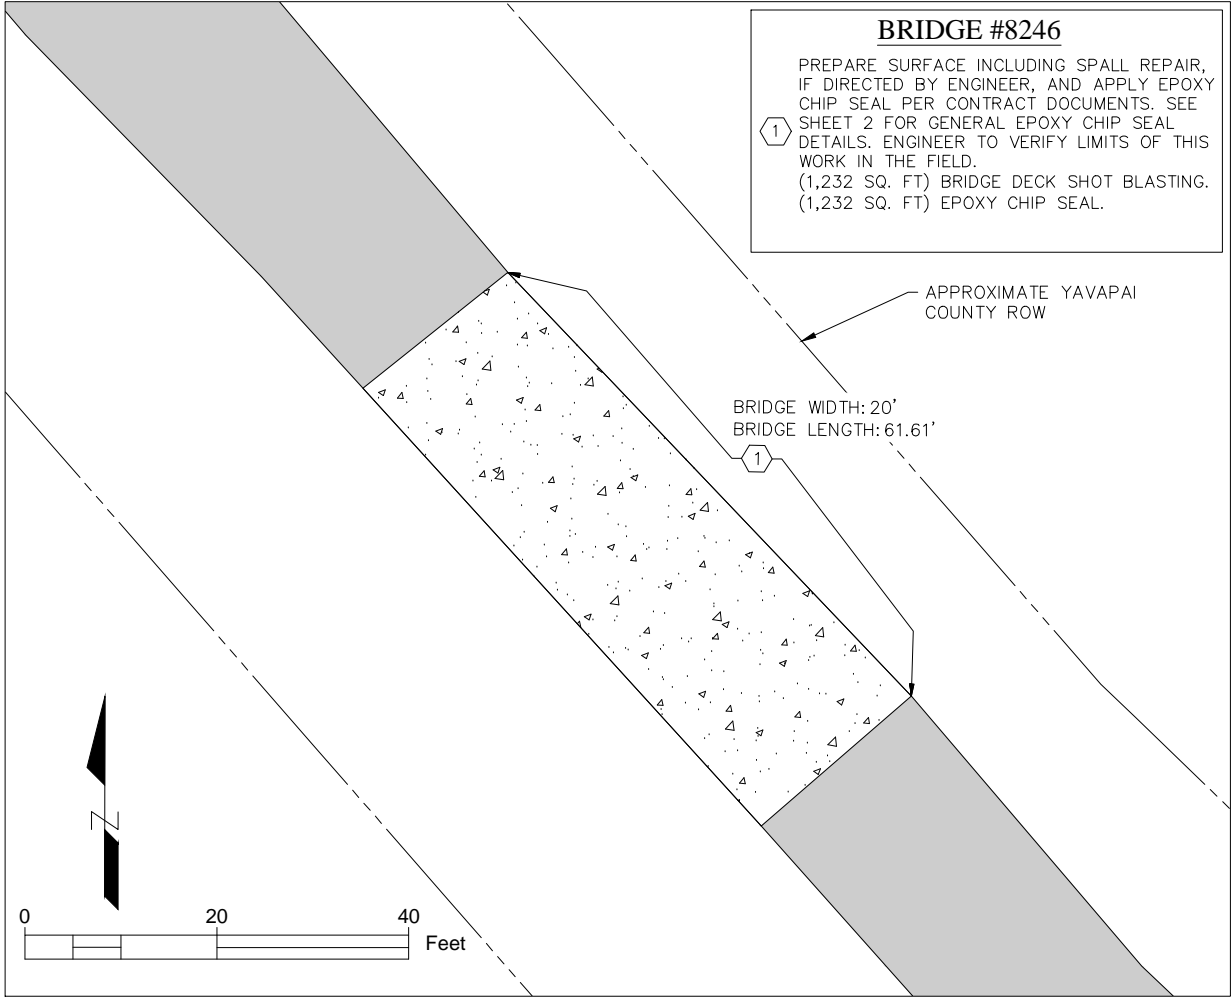 BRIDGE #8246
PREPARE SURFACE INCLUDING SPALL REPAIR,
IF DIRECTED BY ENGINEER, AND APPLY EPOXY
CHIP SEAL PER CONTRACT DOCUMENTS. SEE
1 SHEET 2 FOR GENERAL EPOXY CHIP SEAL
DETAILS. ENGINEER TO VERIFY LIMITS OF THIS
WORK IN THE FIELD.
(1,232 SQ. FT) BRIDGE DECK SHOT BLASTING.
(1,232 SQ. FT) EPOXY CHIP SEAL.
APPROXIMATE YAVAPAI
COUNTY ROW
BRIDGE WIDTH: 20'
BRIDGE LENGTH: 61.61'
1
N
0 20 40
Feet